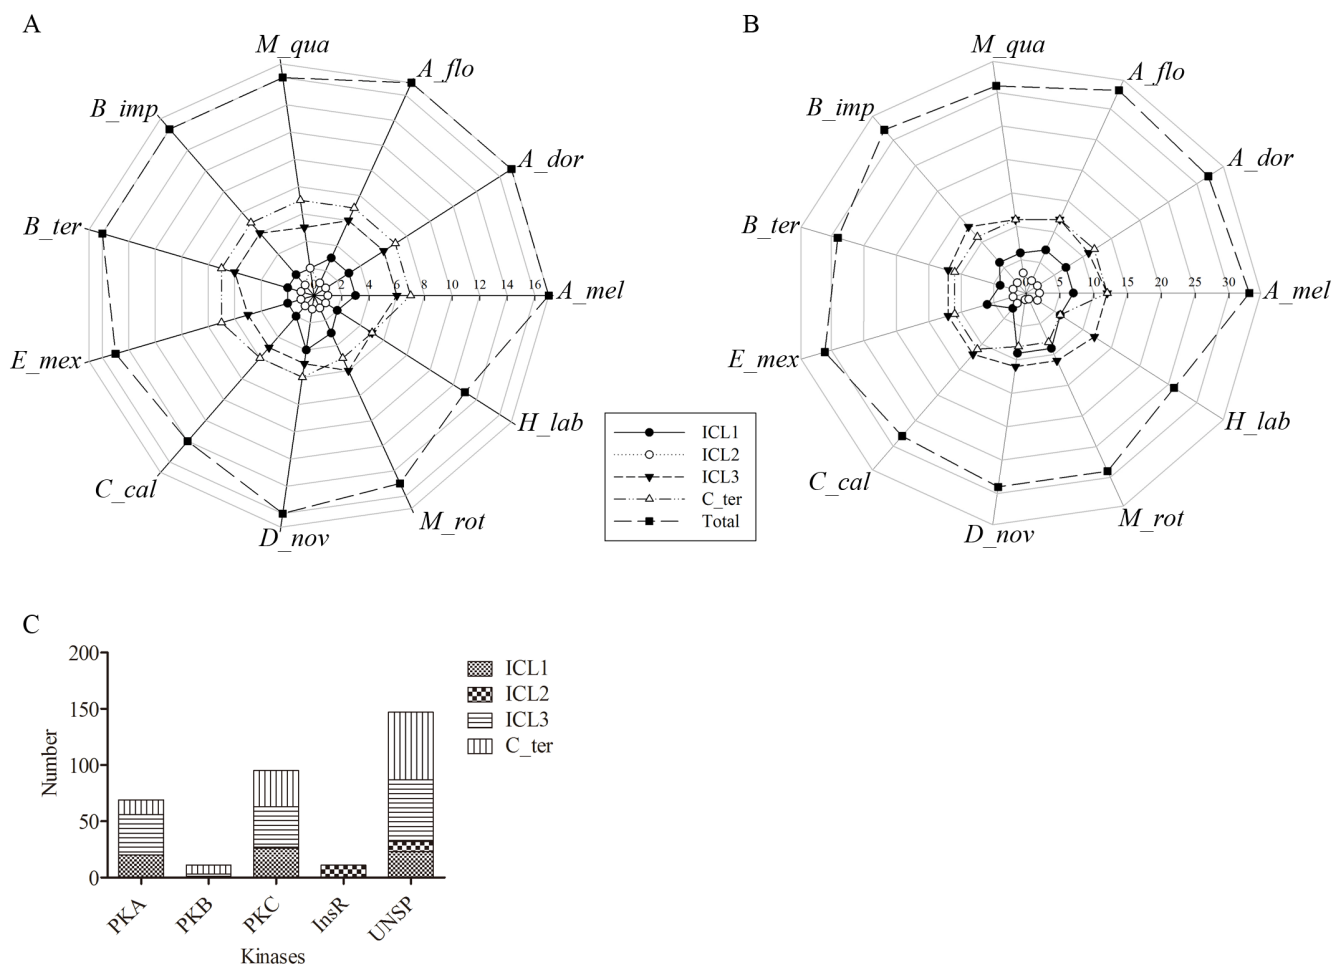 A
M_qua
A_flo
B_imp
A_dor
B_ter
0 2 4 6 8 10 12 14 16
A_mel
E_mex
H_lab
C_cal
M_rot
D_nov
B
M_qua
A_flo
B_imp
A_dor
B_ter
0 5 10 15 20 25 30
A_mel
E_mex
H_lab
C_cal
M_rot
D_nov
ICL1
ICL2
ICL3
C_ter
Total
C
200
150
100
50
0
Number
PKA
PKB
PKC
InsR
UNSP
Kinases
ICL1
ICL2
ICL3
C_ter